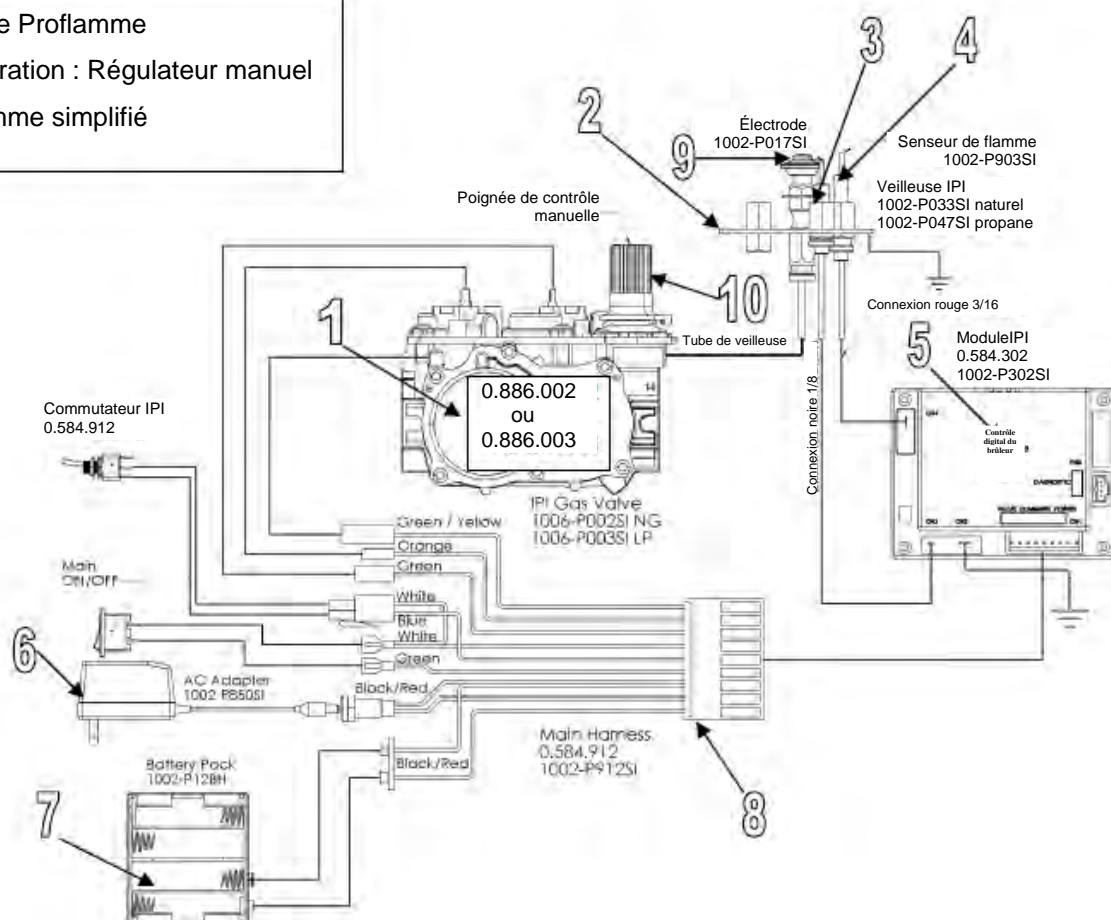 e Proflamme
ration : Régulateur manuel
mme simplifié
3
4
2
Électrode
1002-P017SI
9
Senseur de flamme
1002-P903SI
Veilleuse IPI
1002-P033SI naturel
1002-P047SI propane
Poignée de contrôle
manuelle
10
Connexion rouge 3/16
1
Tube de veilleuse
5
ModuleIPI
0.584.302
1002-P302SI
0.886.002
ou
0.886.003
Connexion noire 1/8
Contrôle
digital du
brûleur
Commutateur IPI
0.584.912
IPI Gas Valve
1006-P002SI NG
1006-P003SI LP
Green / Yellow
Orange
Green
Main
ON/OFF
White
Blue
White
Green
6
AC Adapter
1002 P850SI
Black/Red
Main Harness
0.584.912
1002-P912SI
Battery Pack
1002-P12BH
Black/Red
8
7